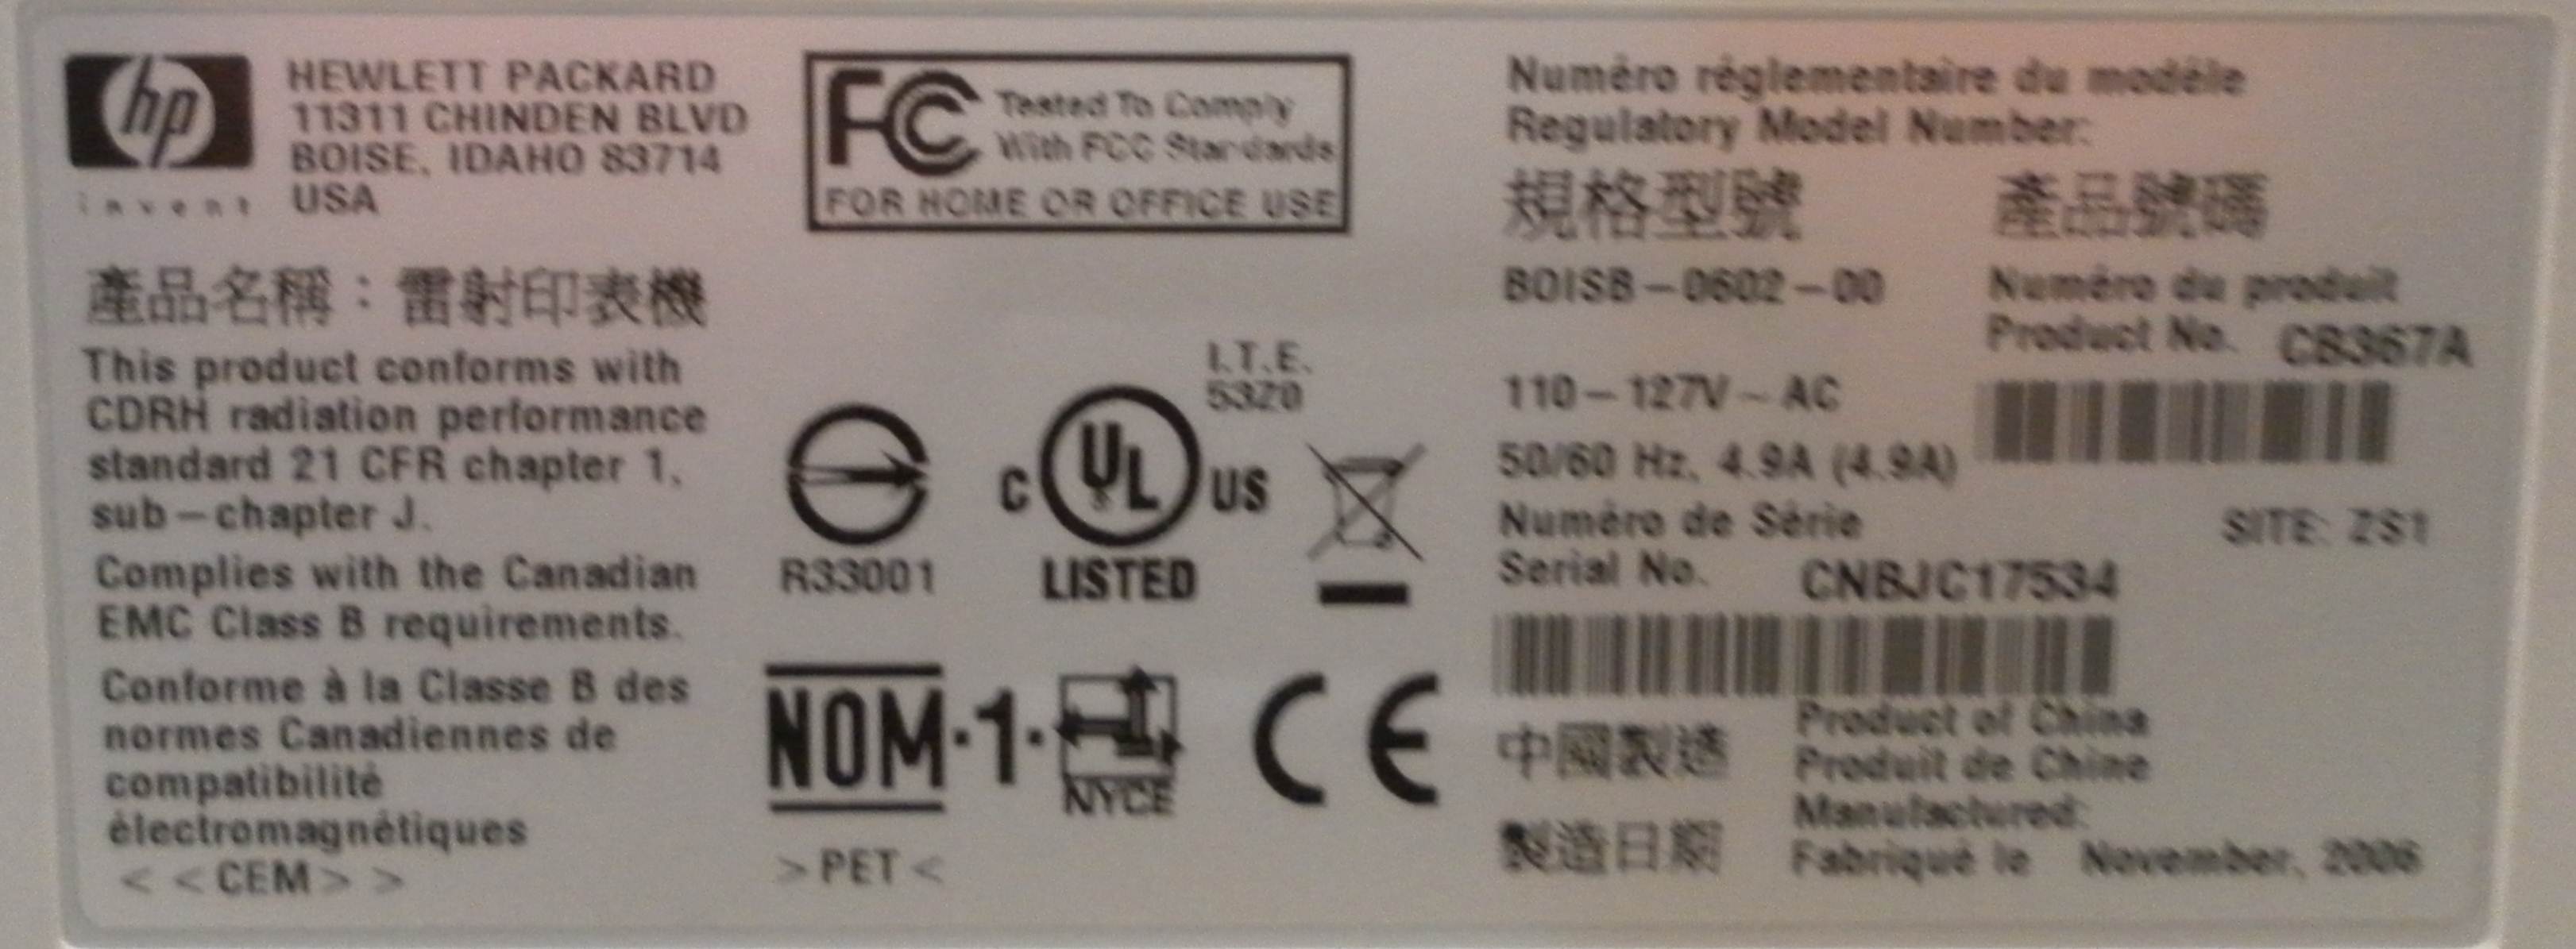 hp
invent
HEWLETT PACKARD
11311 CHINDEN BLVD
BOISE, IDAHO 83714
USA
產品名稱：雷射印表機
This product conforms with
CDRH radiation performance
standard 21 CFR chapter 1,
sub-chapter J.
Complies with the Canadian
EMC Class B requirements.
Conforme à la Classe B des
normes Canadiennes de
compatibilité
électromagnétiques
< < CEM > >
FC Tested To Comply
With FCC Standards
FOR HOME OR OFFICE USE
R33001
I.T.E.
53Z0
C UL US
LISTED
NOM·1·
NYCE
CE
> PET <
Numéro réglementaire du modèle
Regulatory Model Number:
規格型號
BOISB-0602-00
產品號碼
Numéro du produit
Product No. CB367A
110-127V~AC
50/60 Hz, 4.9A (4.9A)
Numéro de Série
Serial No. CNBJC17534
SITE: ZS1
中國製造
Product of China
Produit de Chine
製造日期
Manufactured:
Fabriqué le November, 2006